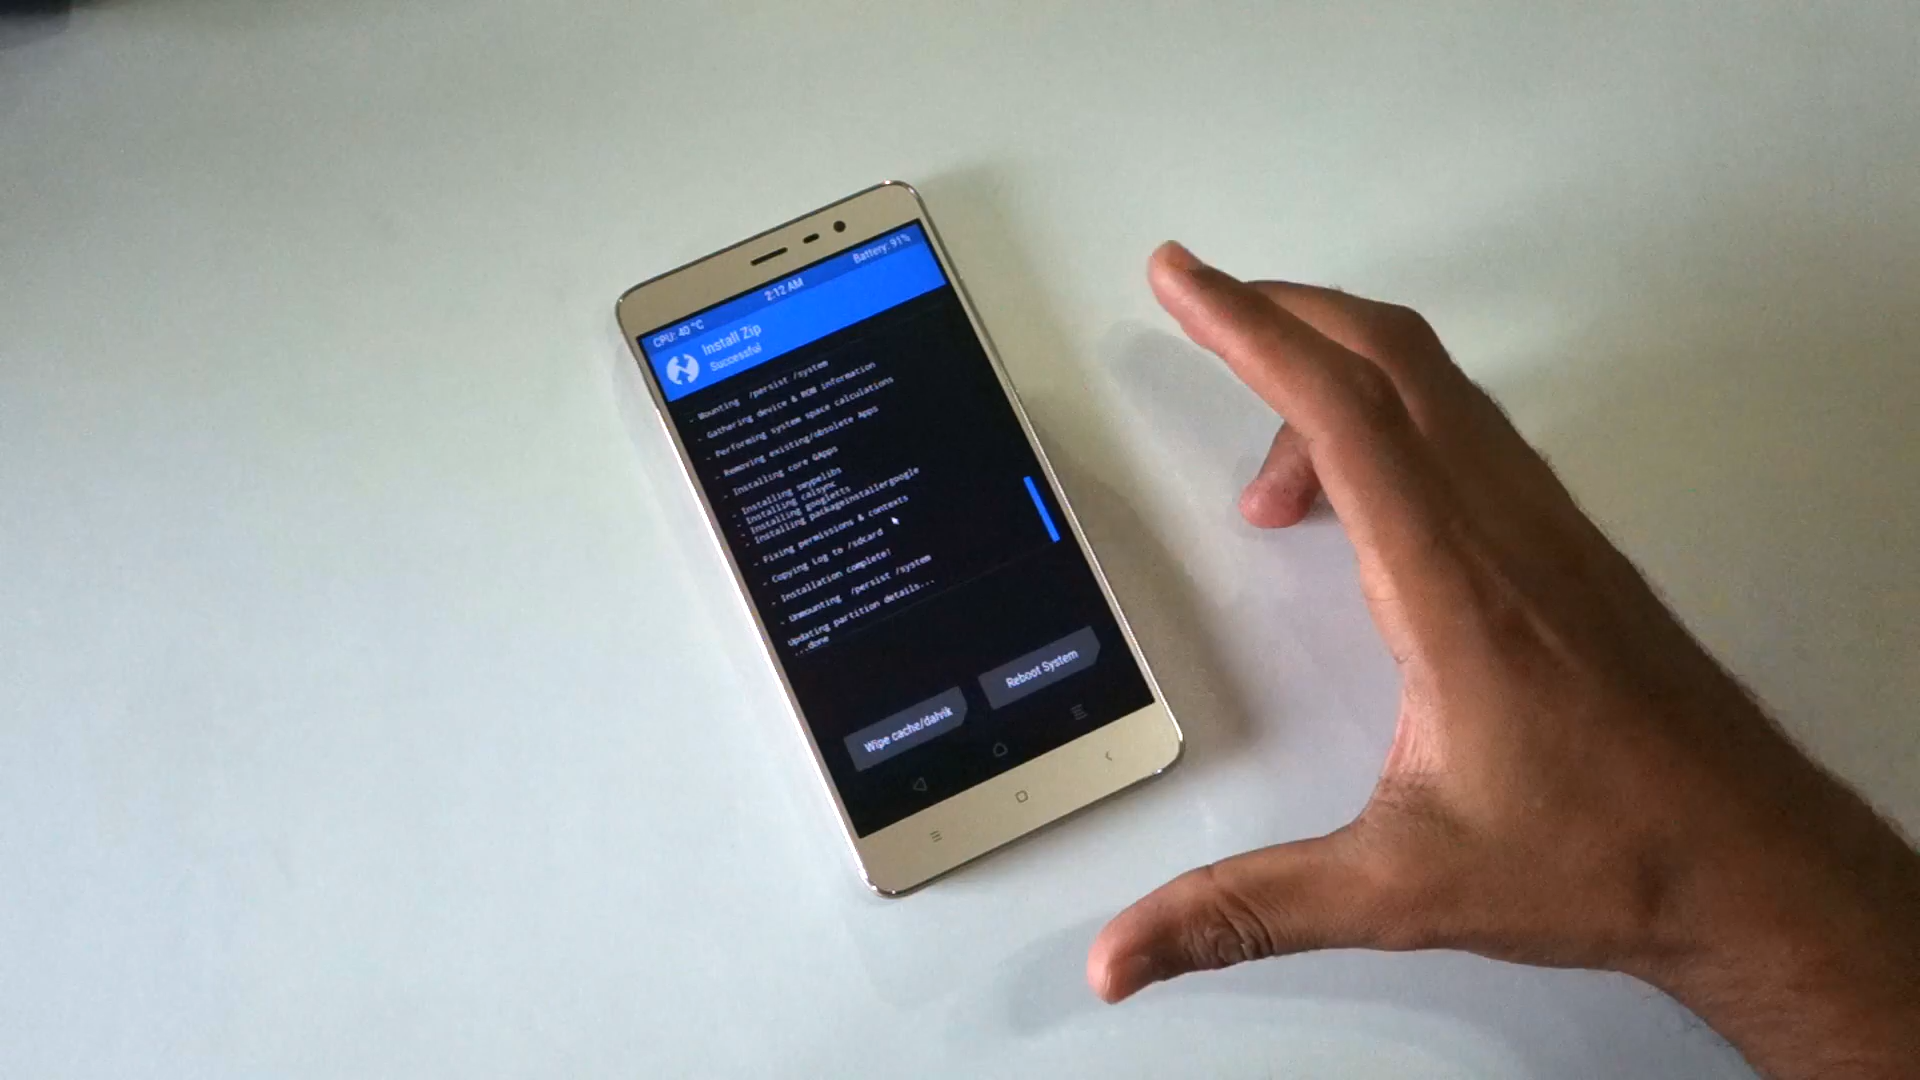 CPU: 40 °C
2:12 AM
Battery: 91%
Install Zip
Successful
- Mounting /persist /system
- Gathering device & ROM information
- Performing system space calculations
- Removing existing/obsolete Apps
- Installing core GApps
- Installing swypelibs
- Installing calsync
- Installing googletts
- Installing packageinstallergoogle
- Fixing permissions & contexts
- Copying Log to /sdcard
- Installation complete!
- Unmounting /persist /system
Updating partition details...
...done
Wipe cache/dalvik
Reboot System